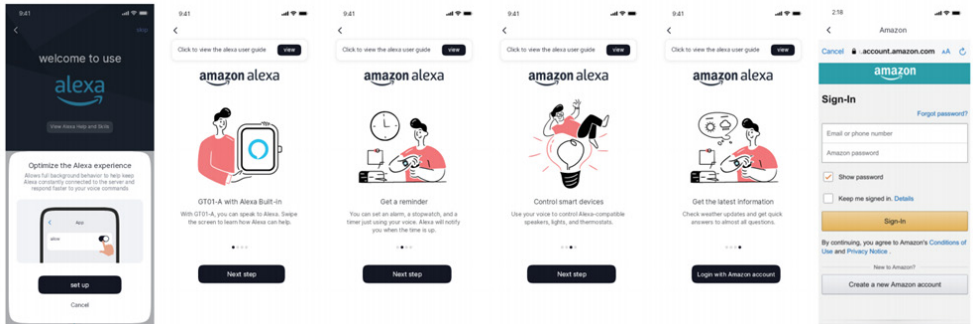 9:41
skip
welcome to use
alexa
View Alexa Help and Skills
Optimize the Alexa experience
Allows full background behavior to help keep
Alexa constantly connected to the server and
respond faster to your voice commands
App
alexa
set up
Cancel
9:41
Click to view the alexa user guide
view
amazon alexa
GT01-A with Alexa Built-in
With GT01-A, you can speak to Alexa. Swipe
the screen to learn how Alexa can help.
Next step
9:41
Click to view the alexa user guide
view
amazon alexa
Get a reminder
You can set an alarm, a stopwatch, and a
timer just using your voice. Alexa will notify
you when the time is up.
Next step
9:41
Click to view the alexa user guide
view
amazon alexa
Control smart devices
Use your voice to control Alexa-compatible
speakers, lights, and thermostats.
Next step
9:41
Click to view the alexa user guide
view
amazon alexa
Get the latest information
Check weather updates and get quick
answers to almost all questions.
Login with Amazon account
2:18
Amazon
Cancel
.account.amazon.com
AA
amazon
Sign-In
Forgot password?
Email or phone number
Amazon password
Show password
Keep me signed in. Details
Sign-In
By continuing, you agree to Amazon's Conditions of
Use and Privacy Notice .
New to Amazon?
Create a new Amazon account